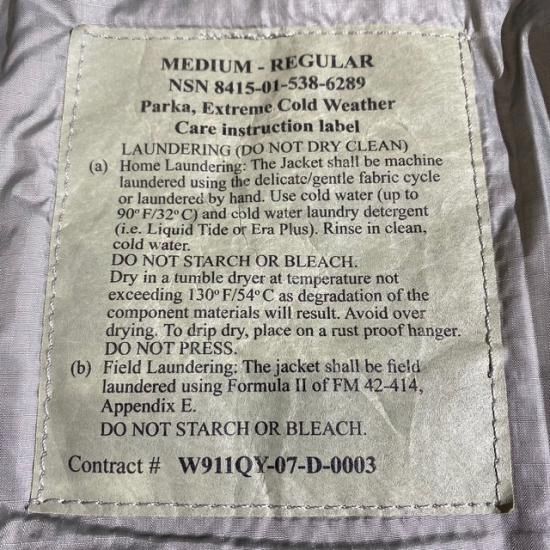 MEDIUM - REGULAR
NSN 8415-01-538-6289
Parka, Extreme Cold Weather
Care instruction label
LAUNDERING (DO NOT DRY CLEAN)
(a) Home Laundering: The Jacket shall be machine
laundered using the delicate/gentle fabric cycle
or laundered by hand. Use cold water (up to
90°F/32°C) and cold water laundry detergent
(i.e. Liquid Tide or Era Plus). Rinse in clean,
cold water.
DO NOT STARCH OR BLEACH.
Dry in a tumble dryer at temperature not
exceeding 130°F/54°C as degradation of the
component materials will result. Avoid over
drying. To drip dry, place on a rust proof hanger.
DO NOT PRESS.
(b) Field Laundering: The jacket shall be field
laundered using Formula II of FM 42-414,
Appendix E.
DO NOT STARCH OR BLEACH.
Contract # W911QY-07-D-0003